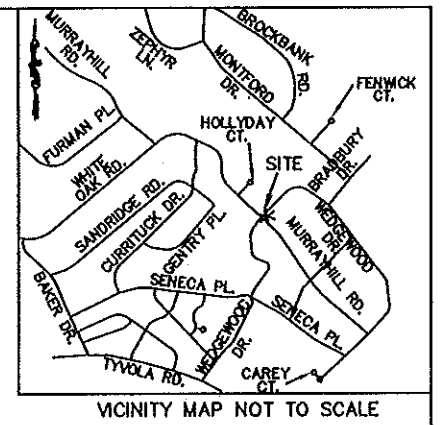 MURRAYHILL
RD.
ZEPHYR
LN.
BROCKBANK
RD.
MONTFORD
DR.
FENWICK
CT.
FURMAN PL.
HOLLYDAY
CT.
SITE
BRADBURY
DR.
WHITE
OAK RD.
SANDRIDGE RD.
CURRITUCK DR.
GENTRY PL.
WEDGEWOOD
DR.
MURRAYHILL RD.
SENECA PL.
SENECA PL.
BAKER DR.
WEDGEWOOD
DR.
TYVOLA RD.
CAREY
CT.
VICINITY MAP NOT TO SCALE